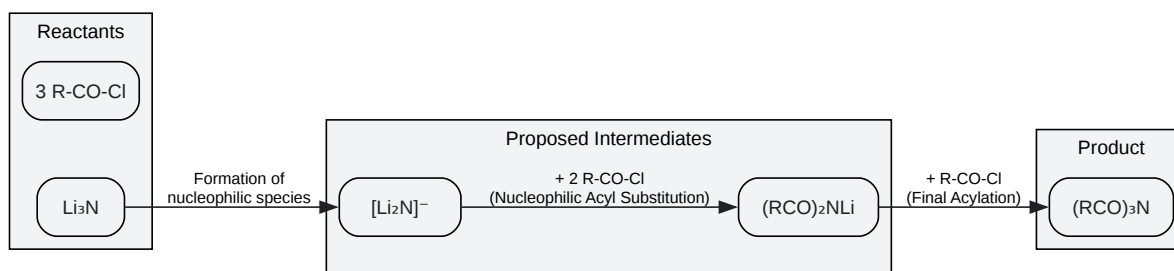 Reactants
3 R-CO-Cl
Li₃N
Formation of
nucleophilic species
Proposed Intermediates
[Li₂N]⁻
+ 2 R-CO-Cl
(Nucleophilic Acyl Substitution)
(RCO)₂NLi
+ R-CO-Cl
(Final Acylation)
Product
(RCO)₃N